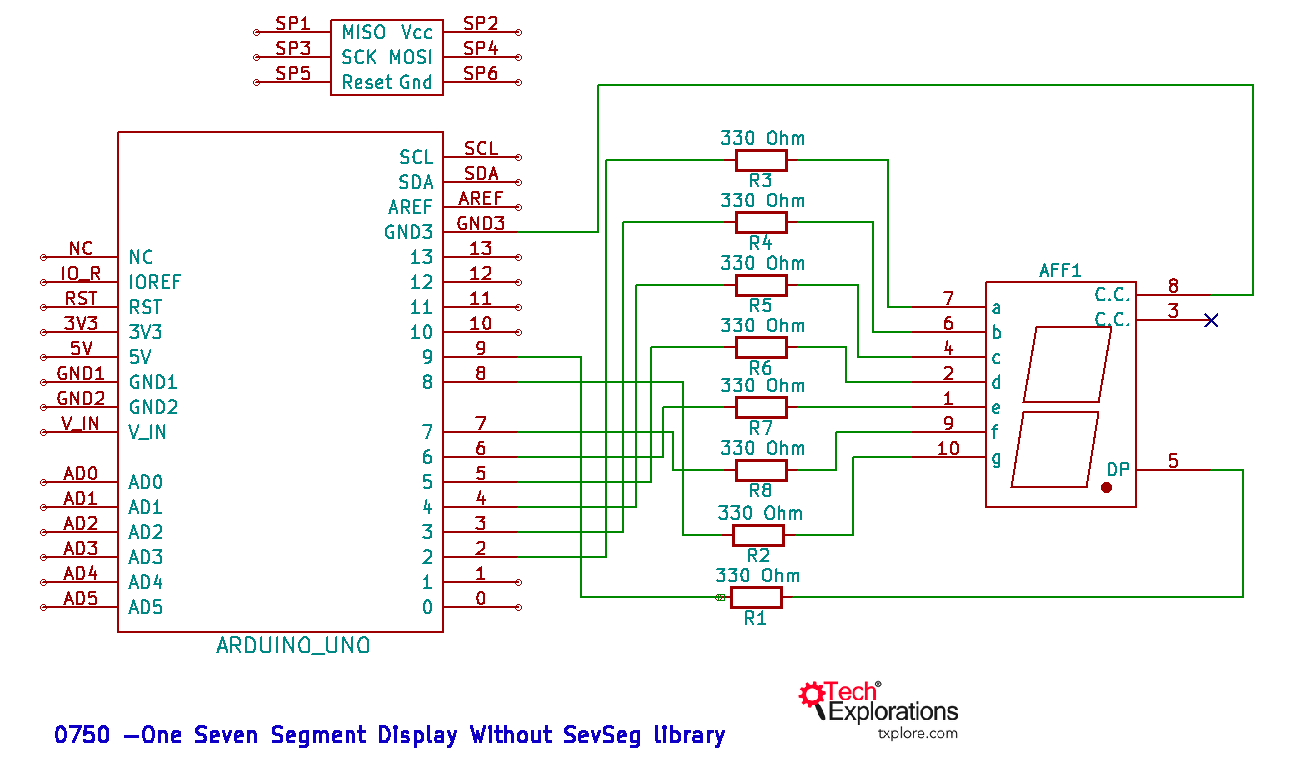 SP1 MISO Vcc SP2
SP3 SCK MOSI SP4
SP5 Reset Gnd SP6
SCL SCL
SDA SDA
AREF AREF
GND3 GND3
NC NC 13 13
IO_R IOREF 12 12
RST RST 11 11
3V3 3V3 10 10
5V 5V 9 9
GND1 GND1 8 8
GND2 GND2
V_IN V_IN 7 7
6 6
AD0 AD0 5 5
AD1 AD1 4 4
AD2 AD2 3 3
AD3 AD3 2 2
AD4 AD4 1 1
AD5 AD5 0 0
ARDUINO_UNO
330 Ohm
R3
330 Ohm
R4
330 Ohm
R5
330 Ohm
R6
330 Ohm
R7
330 Ohm
R8
330 Ohm
R2
330 Ohm
R1
AFF1
C.C. 8
C.C. 3
7 a
6 b
4 c
2 d
1 e
9 f
10 g
DP 5
Tech®
Explorations
txplore.com
0750 -One Seven Segment Display Without SevSeg library